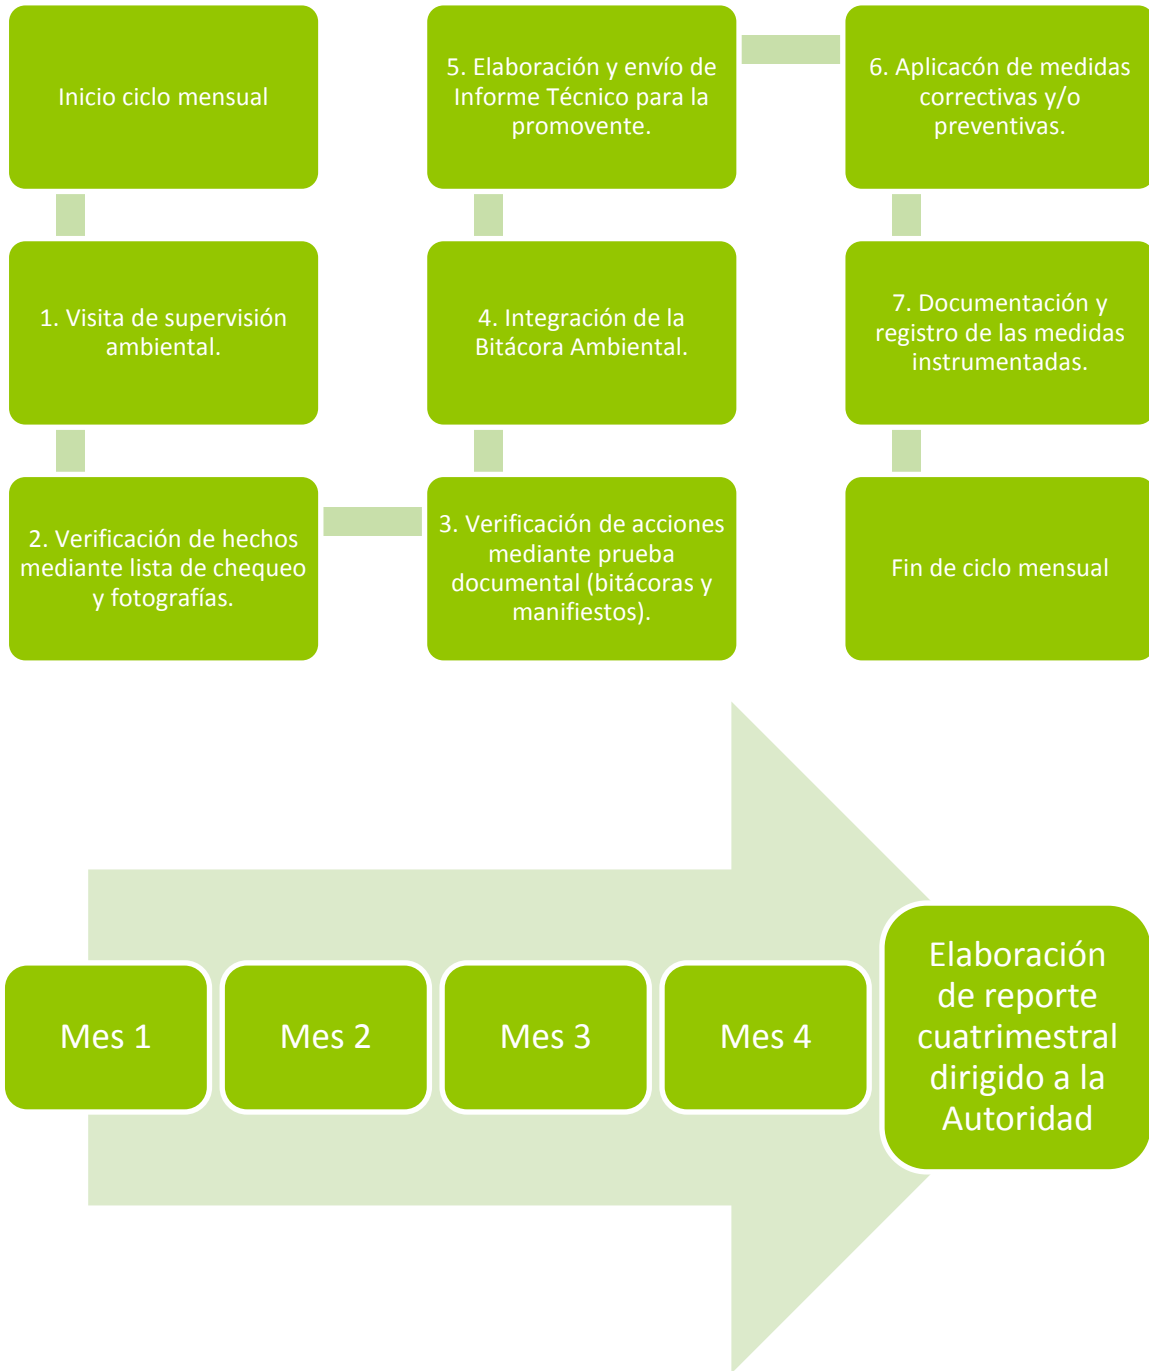 Inicio ciclo mensual
1. Visita de supervisión
ambiental.
2. Verificación de hechos
mediante lista de chequeo
y fotografías.
3. Verificación de acciones
mediante prueba
documental (bitácoras y
manifiestos).
4. Integración de la
Bitácora Ambiental.
5. Elaboración y envío de
Informe Técnico para la
promovente.
6. Aplicacón de medidas
correctivas y/o
preventivas.
7. Documentación y
registro de las medidas
instrumentadas.
Fin de ciclo mensual
Mes 1
Mes 2
Mes 3
Mes 4
Elaboración
de reporte
cuatrimestral
dirigido a la
Autoridad